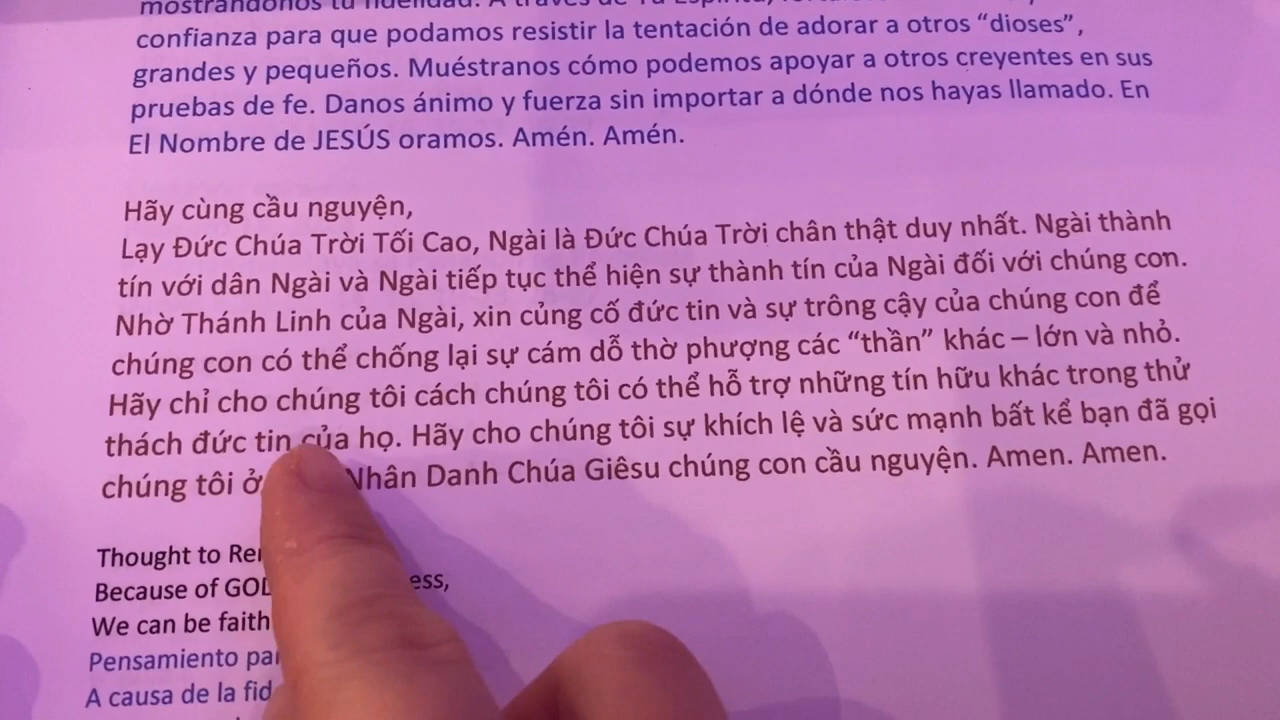 mostrándonos tu fidelidad. A través de Tu Espíritu,
confianza para que podamos resistir la tentación de adorar a otros “dioses”,
grandes y pequeños. Muéstranos cómo podemos apoyar a otros creyentes en sus
pruebas de fe. Danos ánimo y fuerza sin importar a dónde nos hayas llamado. En
El Nombre de JESÚS oramos. Amén. Amén.
Hãy cùng cầu nguyện,
Lạy Đức Chúa Trời Tối Cao, Ngài là Đức Chúa Trời chân thật duy nhất. Ngài thành
tín với dân Ngài và Ngài tiếp tục thể hiện sự thành tín của Ngài đối với chúng con.
Nhờ Thánh Linh của Ngài, xin củng cố đức tin và sự trông cậy của chúng con để
chúng con có thể chống lại sự cám dỗ thờ phượng các “thần” khác – lớn và nhỏ.
Hãy chỉ cho chúng tôi cách chúng tôi có thể hỗ trợ những tín hữu khác trong thử
thách đức tin của họ. Hãy cho chúng tôi sự khích lệ và sức mạnh bất kể bạn đã gọi
chúng tôi ở Nhân Danh Chúa Giêsu chúng con cầu nguyện. Amen. Amen.
Thought to
Because of
We can be
Pensamiento
A causa de la